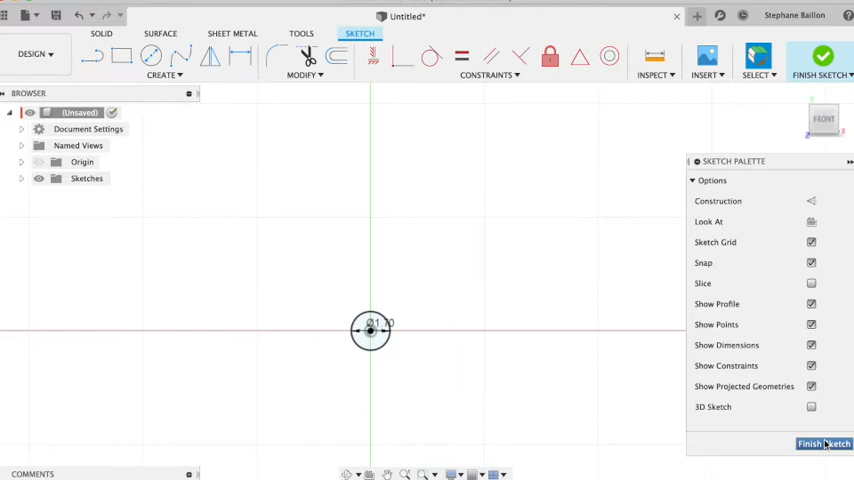 Untitled*
Stephane Baillon
SOLID SURFACE SHEET METAL TOOLS SKETCH
DESIGN
CREATE MODIFY CONSTRAINTS INSPECT INSERT SELECT FINISH SKETCH
BROWSER
(Unsaved)
Document Settings
Named Views
Origin
Sketches
Y
FRONT
X
Z
Ø1.70
SKETCH PALETTE
Options
Construction
Look At
Sketch Grid
Snap
Slice
Show Profile
Show Points
Show Dimensions
Show Constraints
Show Projected Geometries
3D Sketch
Finish Sketch
COMMENTS